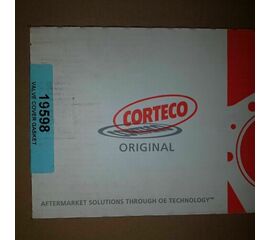 19598
VALVE COVER GASKET
CORTECO
ORIGINAL
AFTERMARKET SOLUTIONS THROUGH OE TECHNOLOGY™